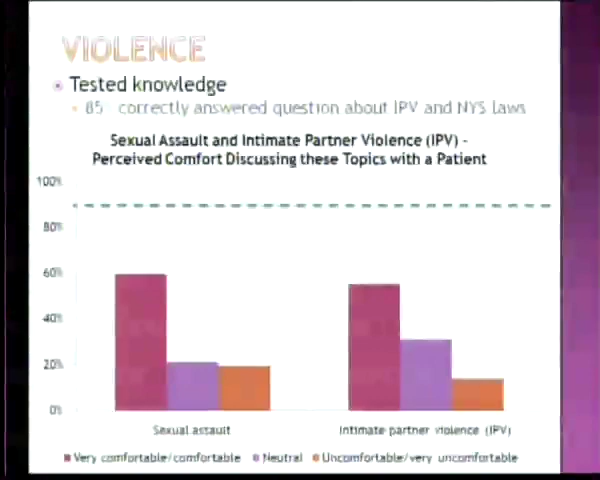 VIOLENCE
Tested knowledge
85% correctly answered question about IPV and NYS laws
Sexual Assault and Intimate Partner Violence (IPV) -
Perceived Comfort Discussing these Topics with a Patient
100%
80%
60%
40%
20%
0%
Sexual assault Intimate partner violence (IPV)
Very comfortable/comfortable Neutral Uncomfortable/very uncomfortable